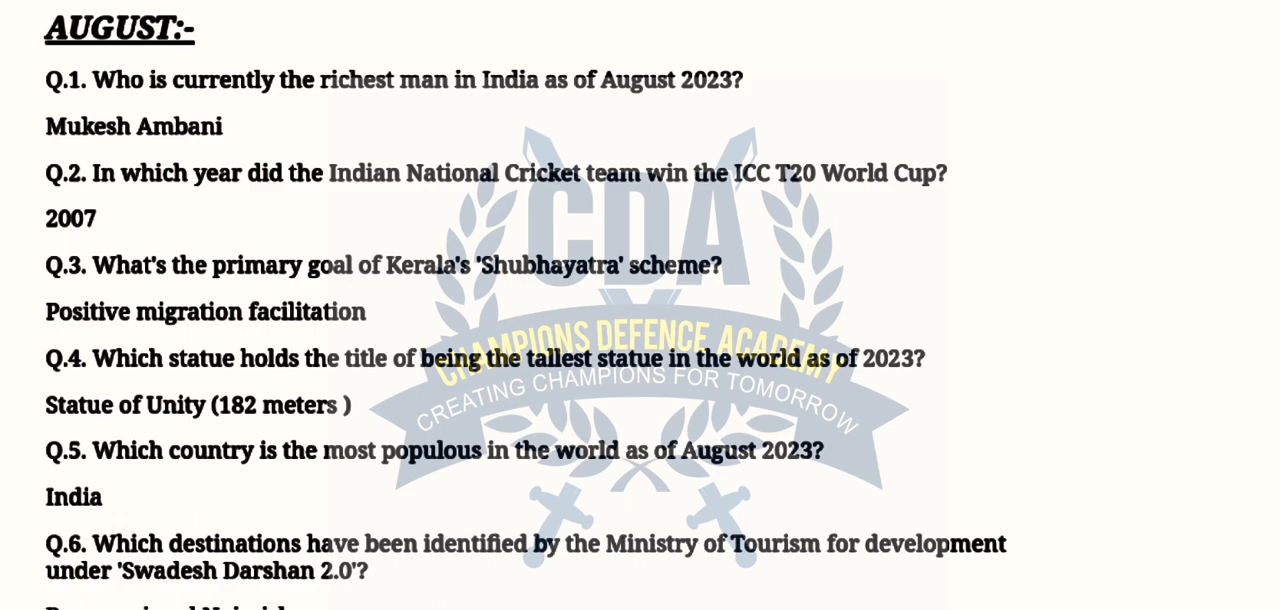 AUGUST:-
Q.1. Who is currently the richest man in India as of August 2023?
Mukesh Ambani
Q.2. In which year did the Indian National Cricket team win the ICC T20 World Cup?
2007
Q.3. What's the primary goal of Kerala's 'Shubhayatra' scheme?
Positive migration facilitation
Q.4. Which statue holds the title of being the tallest statue in the world as of 2023?
Statue of Unity (182 meters )
Q.5. Which country is the most populous in the world as of August 2023?
India
Q.6. Which destinations have been identified by the Ministry of Tourism for development
under 'Swadesh Darshan 2.0'?
CDA
CHAMPIONS DEFENCE ACADEMY
CREATING CHAMPIONS FOR TOMORROW